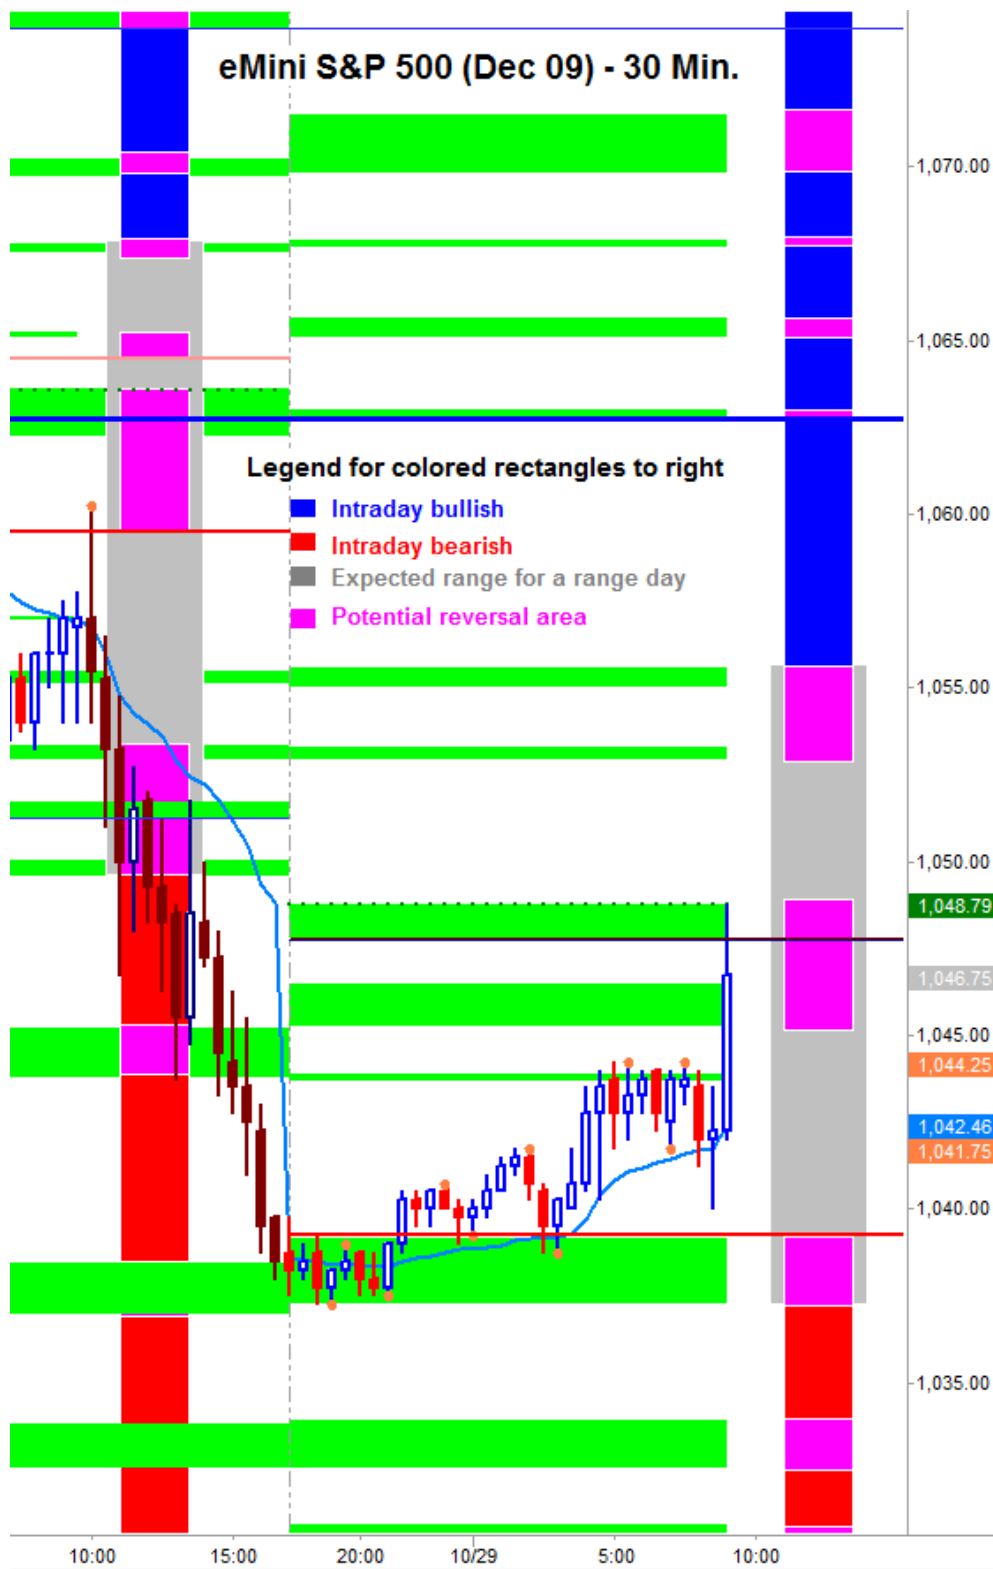 eMini S&P 500 (Dec 09) - 30 Min.
1,070.00
1,065.00
Legend for colored rectangles to right
Intraday bullish
1,060.00
Intraday bearish
Expected range for a range day
Potential reversal area
1,055.00
1,050.00
1,048.79
1,046.75
1,045.00
1,044.25
1,042.46
1,041.75
1,040.00
1,035.00
10:00 15:00 20:00 10/29 5:00 10:00